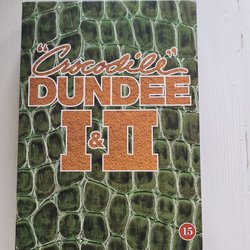 "Crocodile"
DUNDEE
I & II
15